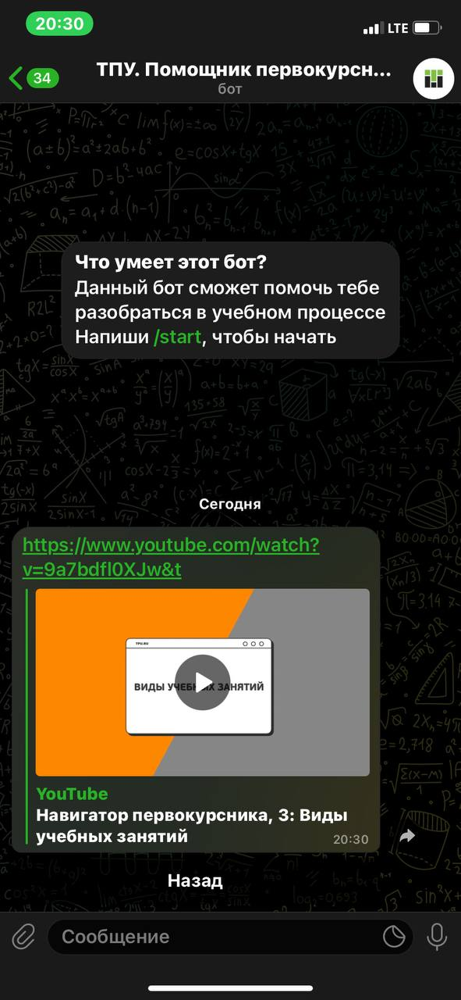 20:30
LTE
34
ТПУ. Помощник первокурсн...
бот
Что умеет этот бот?
Данный бот сможет помочь тебе
разобраться в учебном процессе
Напиши /start, чтобы начать
Сегодня
https://www.youtube.com/watch?
v=9a7bdfl0XJw&t
TPU.RU
ВИДЫ УЧЕБНЫХ ЗАНЯТИЙ
YouTube
Навигатор первокурсника, 3: Виды
учебных занятий
20:30
Назад
Сообщение